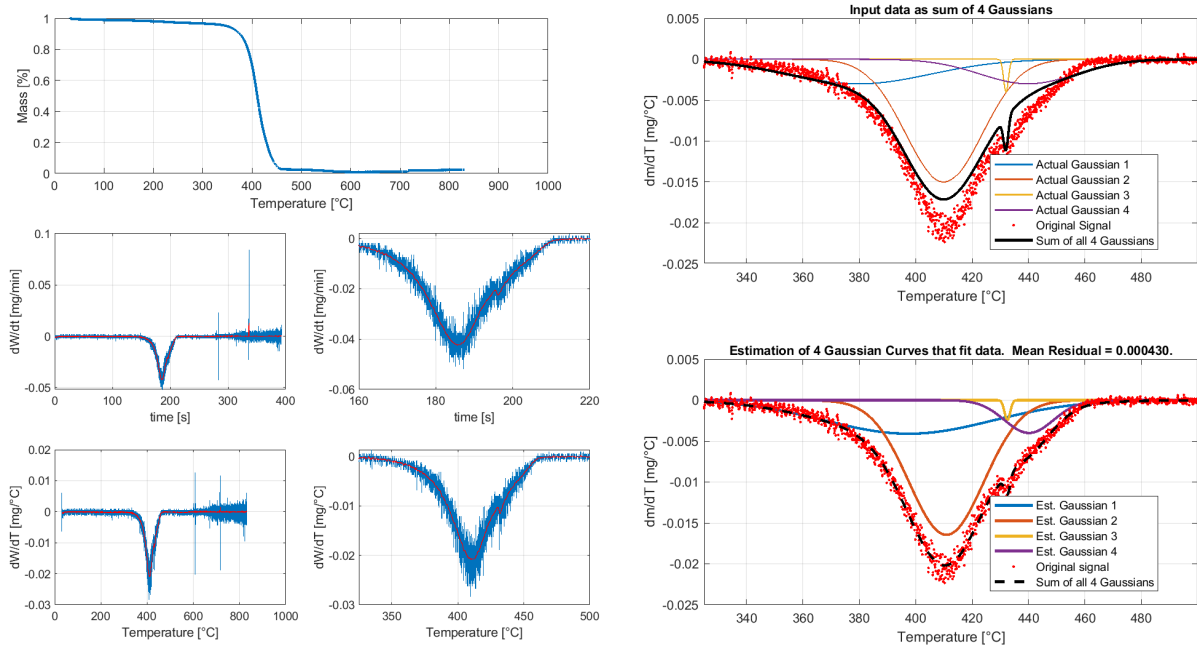 1
0.8
0.6
0.4
0.2
0
Mass [%]
0 100 200 300 400 500 600 700 800 900 1000
Temperature [°C]
0.1
0.05
0
-0.05
dW/dt [mg/min]
0 100 200 300 400
time [s]
0
-0.02
-0.04
-0.06
dW/dt [mg/min]
160 180 200 220
time [s]
0.02
0.01
0
-0.01
-0.02
-0.03
dW/dT [mg/°C]
0 200 400 600 800 1000
Temperature [°C]
0
-0.01
-0.02
-0.03
dW/dT [mg/°C]
350 400 450 500
Temperature [°C]
Input data as sum of 4 Gaussians
0.005
0
-0.005
-0.01
-0.015
-0.02
-0.025
dm/dT [mg/°C]
340 360 380 400 420 440 460 480
Temperature [°C]
Actual Gaussian 1
Actual Gaussian 2
Actual Gaussian 3
Actual Gaussian 4
Original Signal
Sum of all 4 Gaussians
Estimation of 4 Gaussian Curves that fit data. Mean Residual = 0.000430.
0.005
0
-0.005
-0.01
-0.015
-0.02
-0.025
dm/dT [mg/°C]
340 360 380 400 420 440 460 480
Temperature [°C]
Est. Gaussian 1
Est. Gaussian 2
Est. Gaussian 3
Est. Gaussian 4
Original signal
Sum of all 4 Gaussians